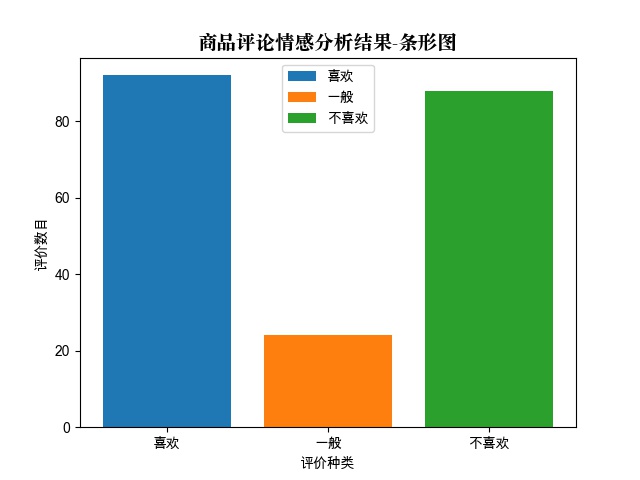 商品评论情感分析结果-条形图
喜欢
一般
不喜欢
评价数目
80
60
40
20
0
喜欢 一般 不喜欢
评价种类